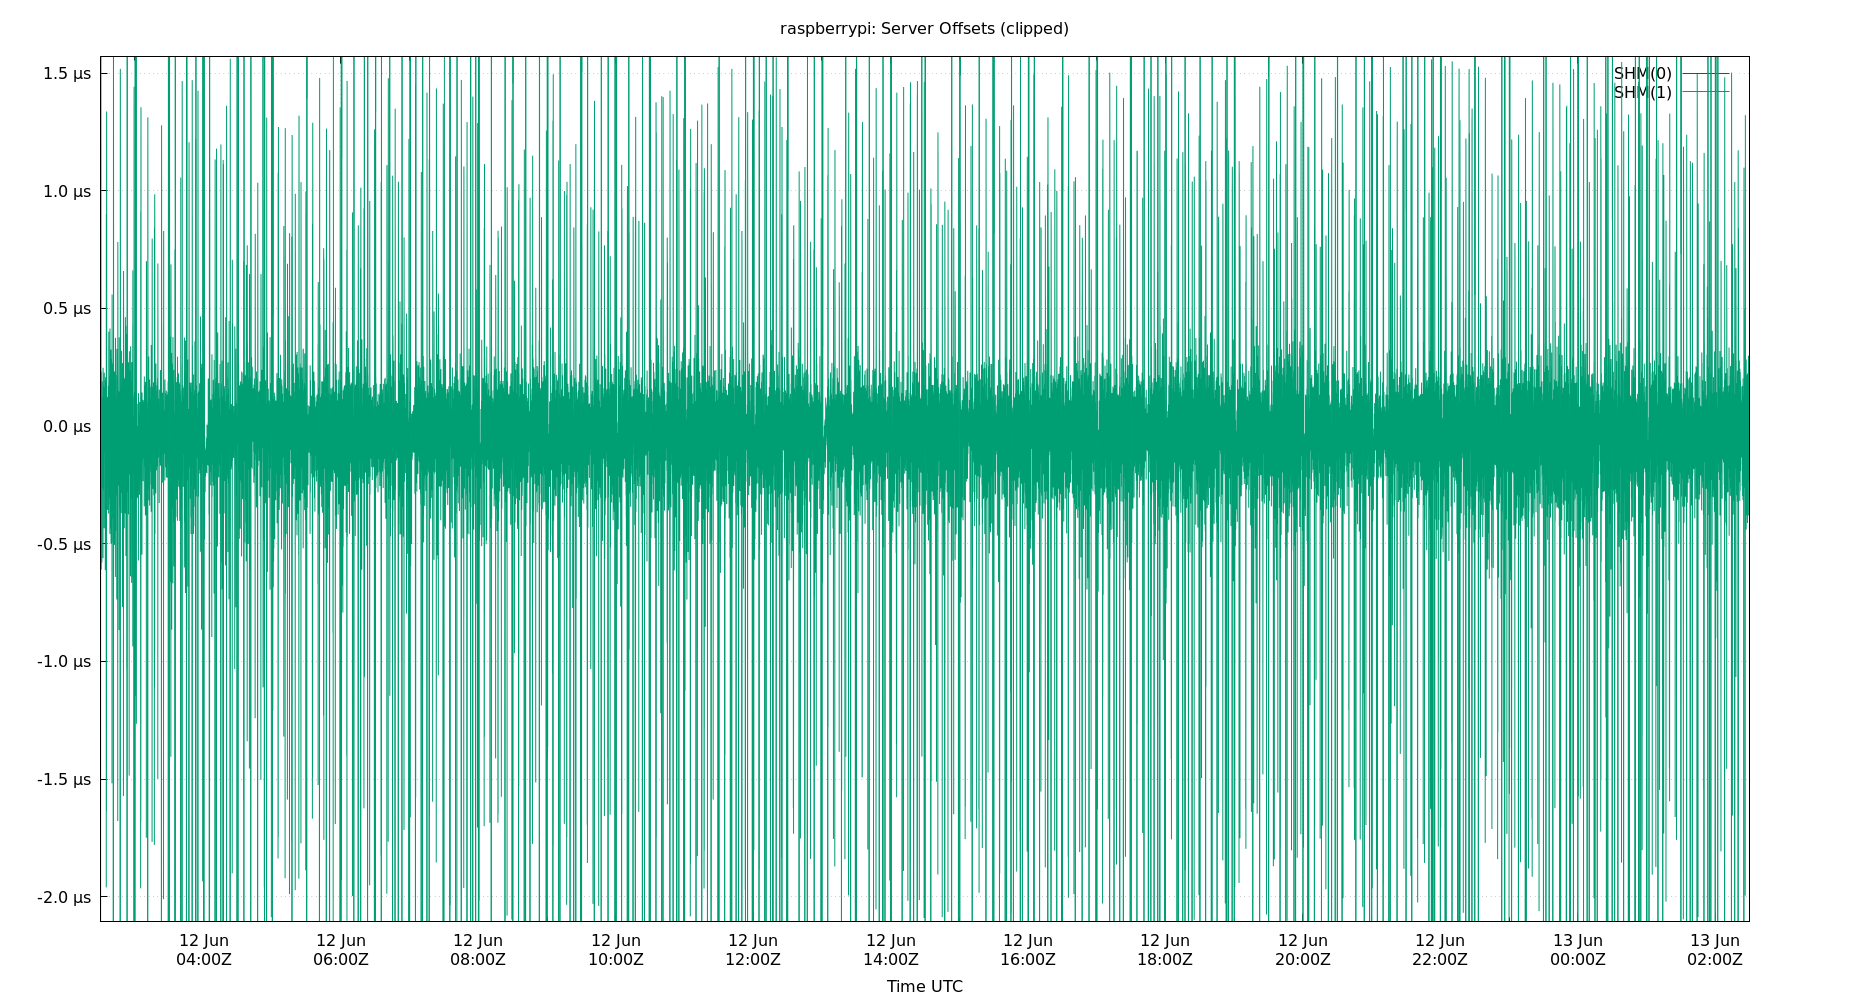 raspberrypi: Server Offsets (clipped)
1.5 µs
1.0 µs
0.5 µs
0.0 µs
-0.5 µs
-1.0 µs
-1.5 µs
-2.0 µs
SHM(0)
SHM(1)
12 Jun 12 Jun 12 Jun 12 Jun 12 Jun 12 Jun 12 Jun 12 Jun 12 Jun 12 Jun 13 Jun 13 Jun
04:00Z 06:00Z 08:00Z 10:00Z 12:00Z 14:00Z 16:00Z 18:00Z 20:00Z 22:00Z 00:00Z 02:00Z
Time UTC